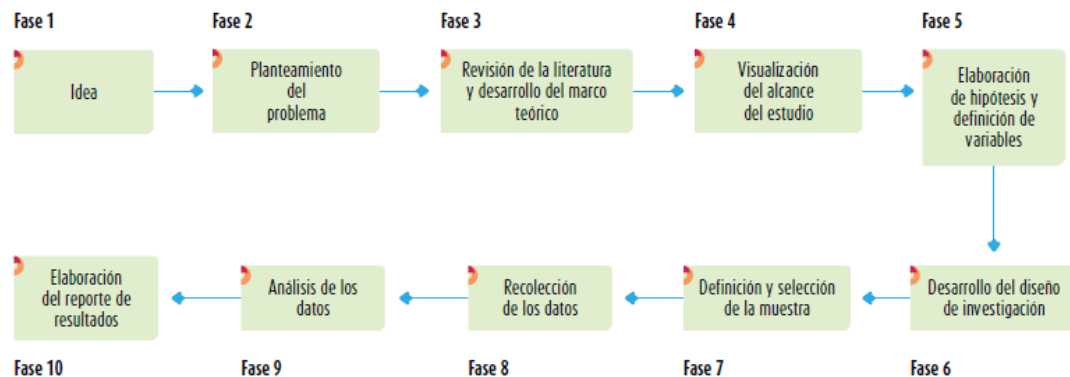 Fase 1
Fase 2
Fase 3
Fase 4
Fase 5
Idea
Planteamiento
del
problema
Revisión de la literatura
y desarrollo del marco
teórico
Visualización
del alcance
del estudio
Elaboración
de hipótesis y
definición de
variables
Elaboración
del reporte de
resultados
Análisis de los
datos
Recolección
de los datos
Definición y selección
de la muestra
Desarrollo del diseño
de investigación
Fase 10
Fase 9
Fase 8
Fase 7
Fase 6